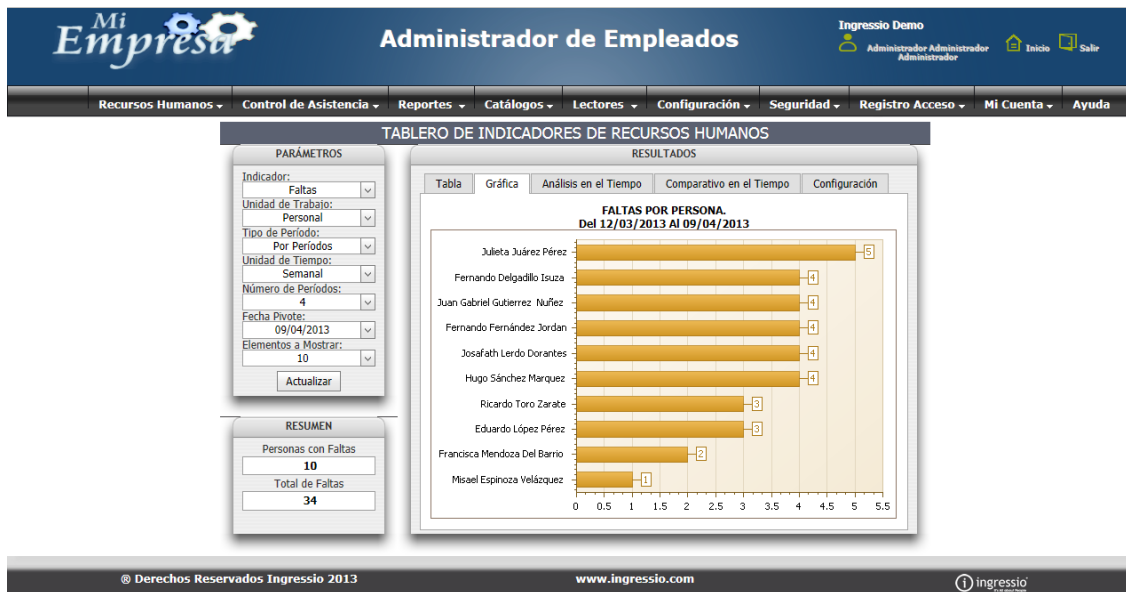 Mi
Empresa
Administrador de Empleados
Ingressio Demo
Administrador Administrador
Administrador
Inicio
Salir
Recursos Humanos
Control de Asistencia
Reportes
Catálogos
Lectores
Configuración
Seguridad
Registro Acceso
Mi Cuenta
Ayuda
TABLERO DE INDICADORES DE RECURSOS HUMANOS
PARÁMETROS
Indicador:
Faltas
Unidad de Trabajo:
Personal
Tipo de Período:
Por Períodos
Unidad de Tiempo:
Semanal
Número de Periodos:
4
Fecha Pivote:
09/04/2013
Elementos a Mostrar:
10
Actualizar
RESUMEN
Personas con Faltas
10
Total de Faltas
34
RESULTADOS
Tabla
Gráfica
Análisis en el Tiempo
Comparativo en el Tiempo
Configuración
FALTAS POR PERSONA.
Del 12/03/2013 Al 09/04/2013
Julieta Juárez Pérez 5
Fernando Delgadillo Isuza 4
Juan Gabriel Gutierrez Nuñez 4
Fernando Fernández Jordan 4
Josafath Lerdo Dorantes 4
Hugo Sánchez Marquez 4
Ricardo Toro Zarate 3
Eduardo López Pérez 3
Francisca Mendoza Del Barrio 2
Misael Espinoza Velázquez 1
0 0.5 1 1.5 2 2.5 3 3.5 4 4.5 5 5.5
® Derechos Reservados Ingressio 2013
www.ingressio.com
ingressio